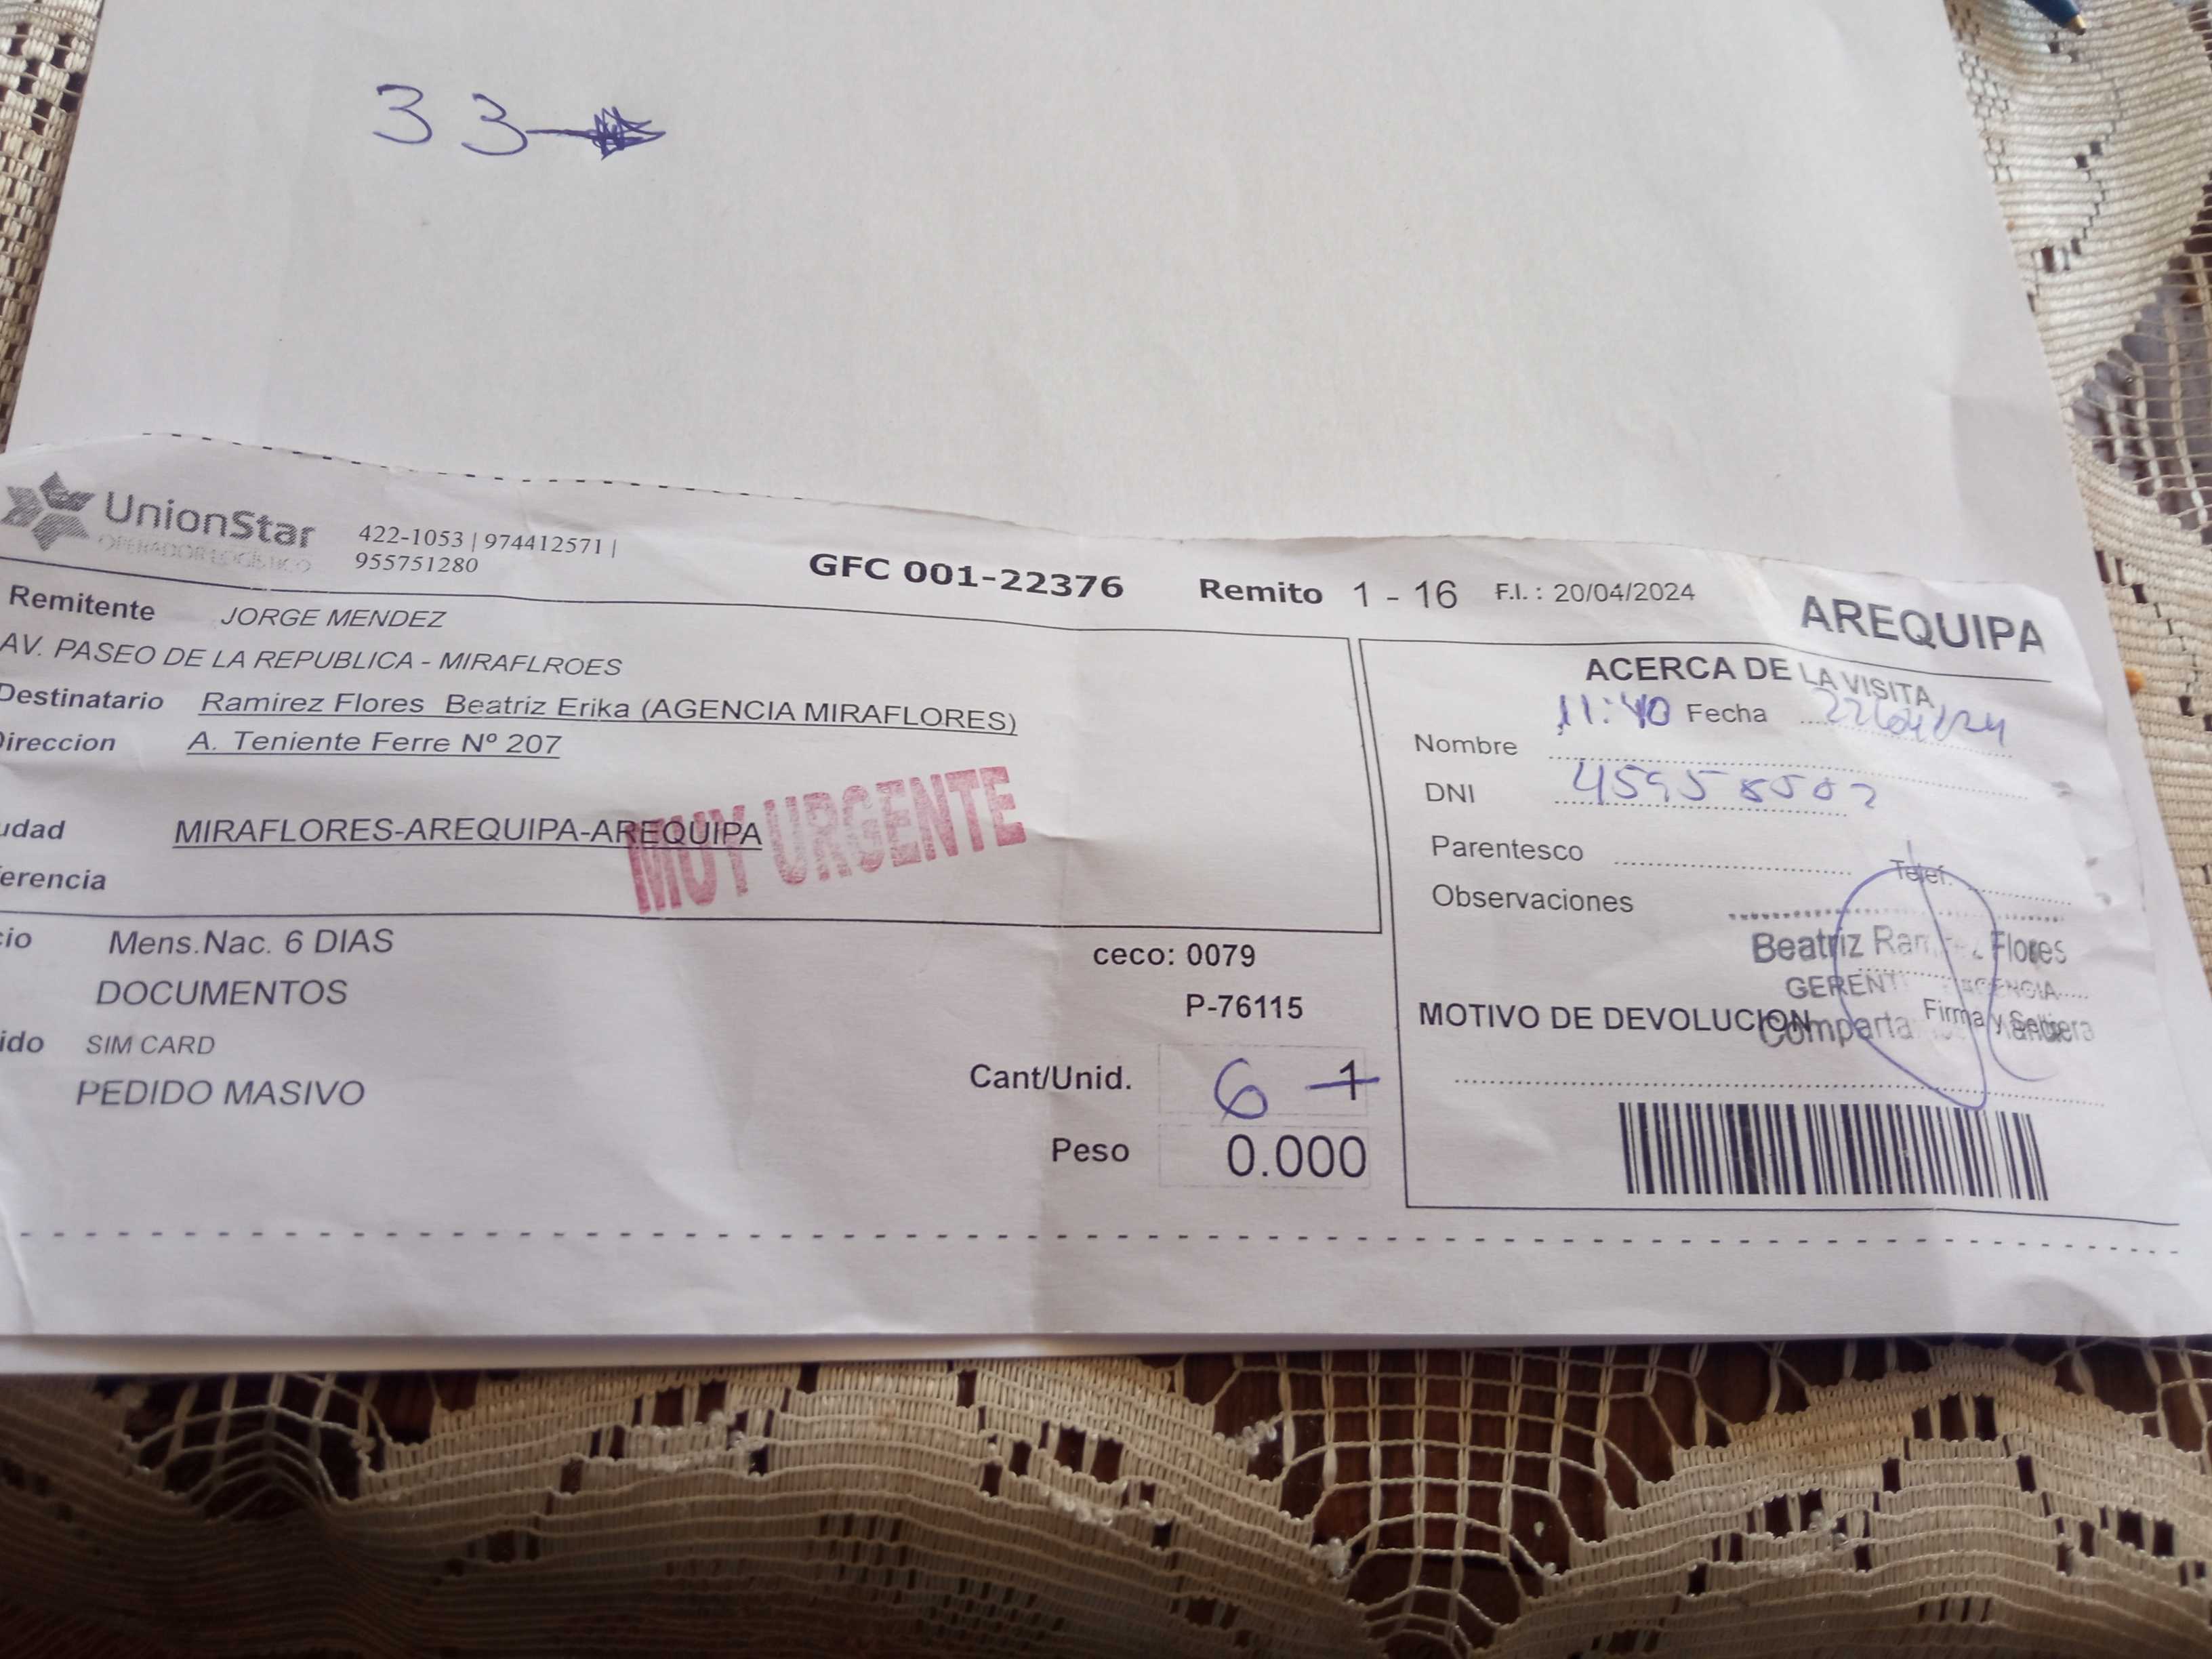 33
UnionStar
OPERADOR LOGÍSTICO
422-1053 | 974412571 |
955751280
GFC 001-22376 Remito 1 - 16 F.I. : 20/04/2024
AREQUIPA
Remitente JORGE MENDEZ
AV. PASEO DE LA REPUBLICA - MIRAFLROES
Destinatario Ramirez Flores Beatriz Erika (AGENCIA MIRAFLORES)
Direccion A. Teniente Ferre Nº 207
udad MIRAFLORES-AREQUIPA-AREQUIPA
MUY URGENTE
erencia
cio Mens.Nac. 6 DIAS
DOCUMENTOS
ido SIM CARD
PEDIDO MASIVO
ceco: 0079
P-76115
Cant/Unid. 6 1
Peso 0.000
ACERCA DE LA VISITA
11:40 Fecha
Nombre
DNI
Parentesco
Telef.
Observaciones
Beatriz Flores
MOTIVO DE DEVOLUCION
Firma y